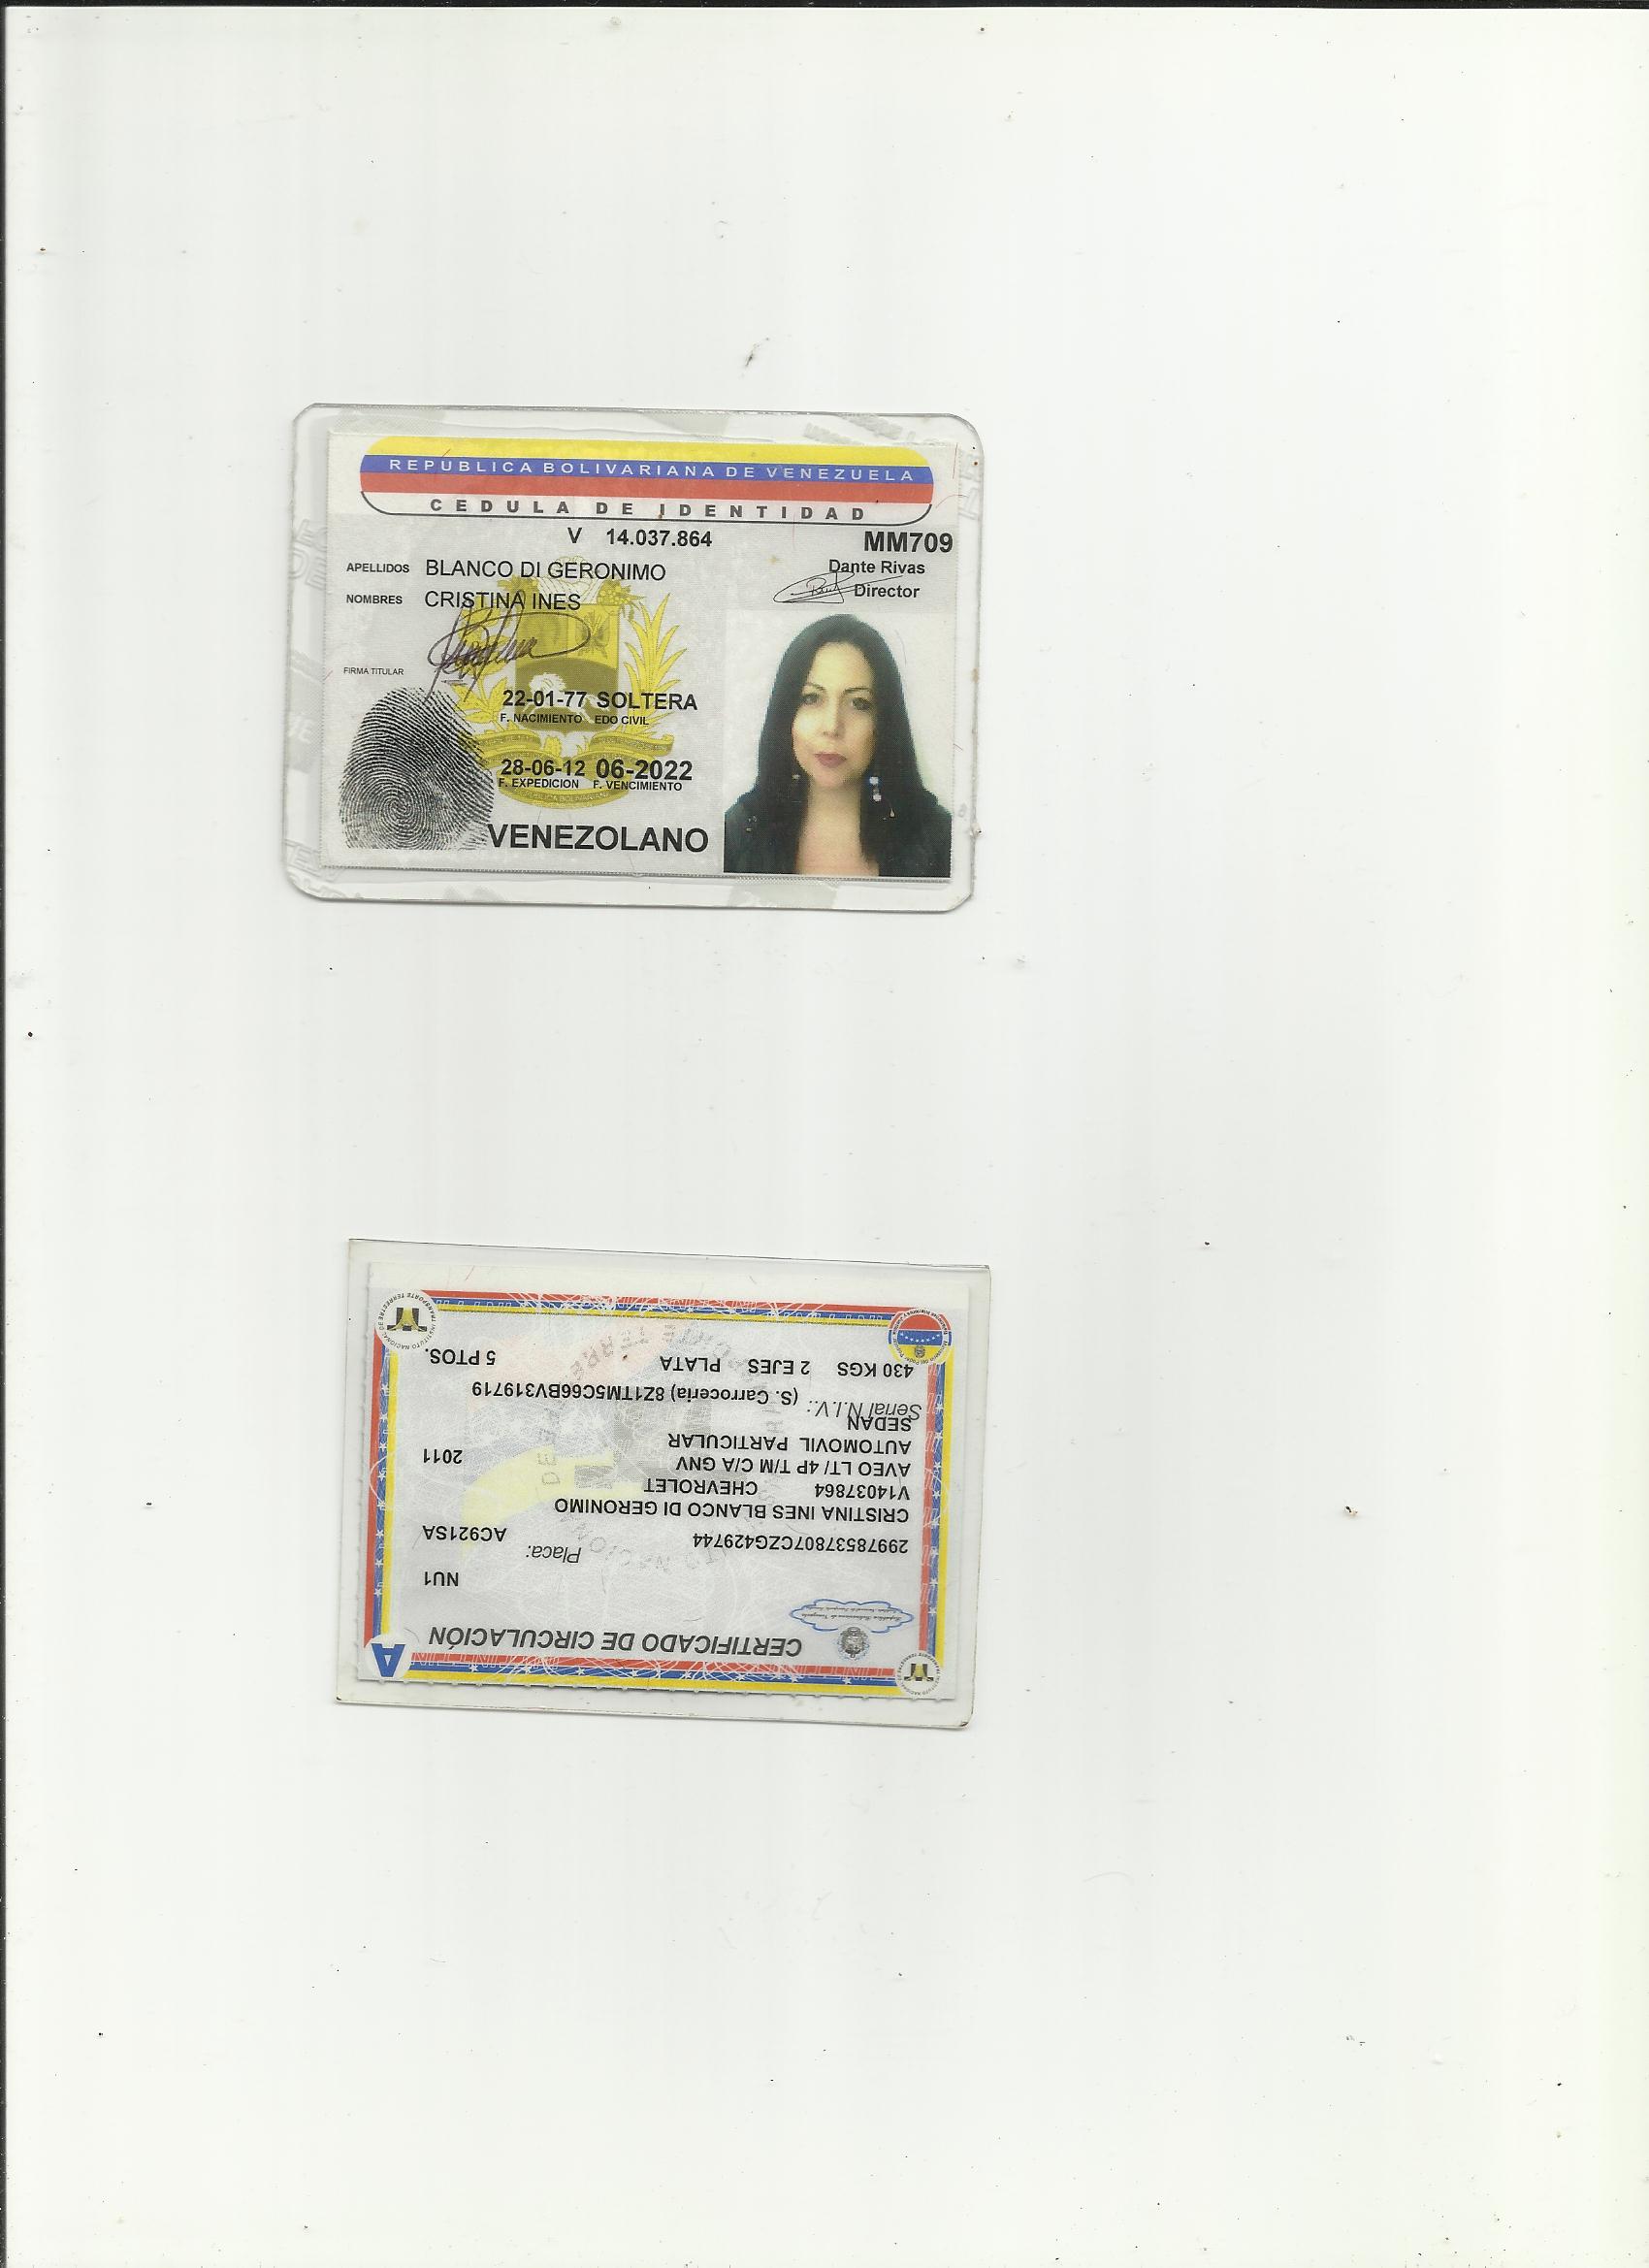 REPUBLICA BOLIVARIANA DE VENEZUELA
CEDULA DE IDENTIDAD
V 14.037.864 MM709
APELLIDOS BLANCO DI GERONIMO Dante Rivas
NOMBRES CRISTINA INES Director
FIRMA TITULAR
22-01-77 SOLTERA
F. NACIMIENTO EDO CIVIL
28-06-12 06-2022
F. EXPEDICION F. VENCIMIENTO
VENEZOLANO
A
CERTIFICADO DE CIRCULACIÓN
NU1
29978537807CZG429744 Placa: AC921SA
CRISTINA INES BLANCO DI GERONIMO
V14037864 CHEVROLET
AVEO LT/ 4P T/M C/A GNV
AUTOMOVIL PARTICULAR 2011
SEDAN
Serial N.I.V.: (S. Carroceria) 8Z1TM5C66BV319719
430 KGS 2 EJES PLATA 5 PTOS.